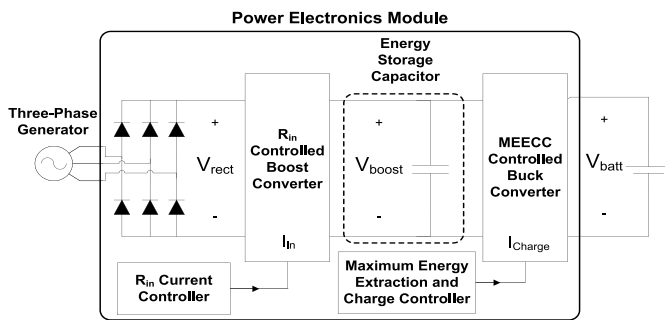 Power Electronics Module
Energy
Storage
Capacitor
Three-Phase
Generator
+
Vrect
-
Rin
Controlled
Boost
Converter
IIn
+
Vboost
-
MEECC
Controlled
Buck
Converter
ICharge
+
Vbatt
-
Rin Current
Controller
Maximum Energy
Extraction and
Charge Controller